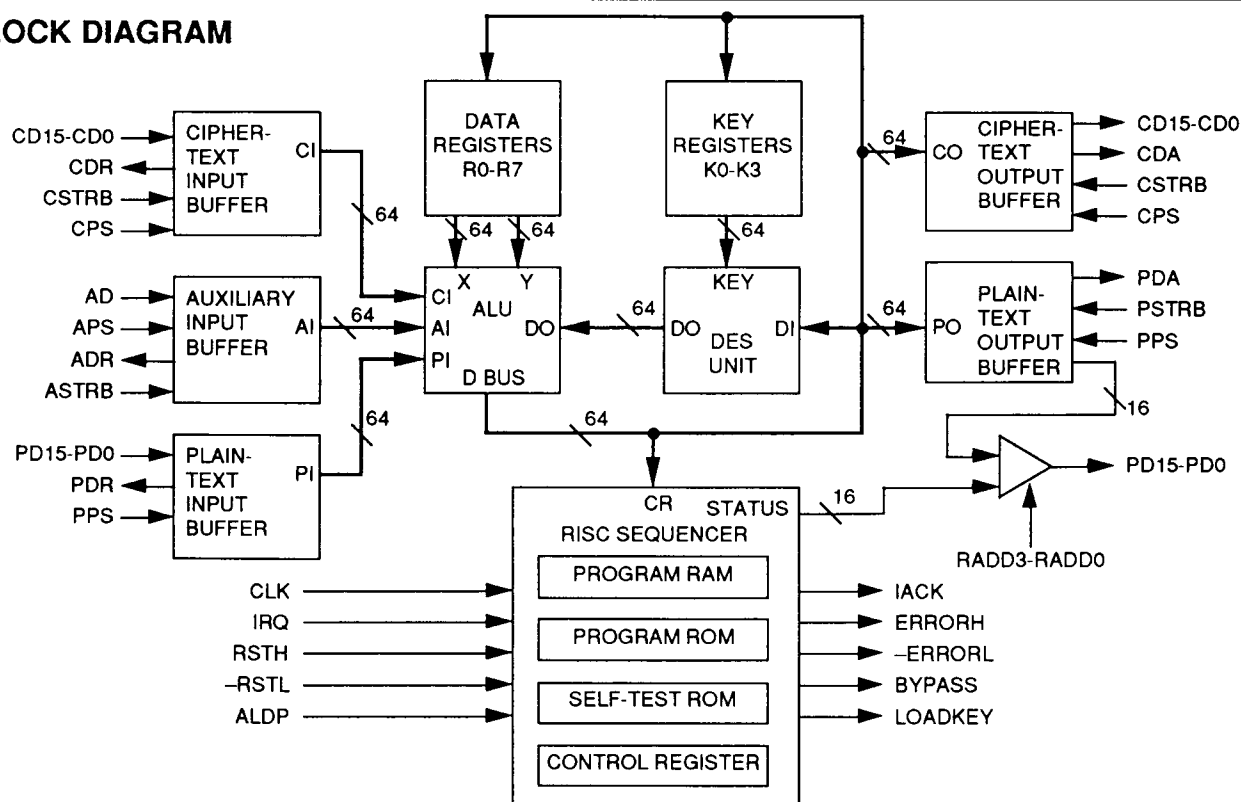 LOCK DIAGRAM
CD15-CD0
CDR
CSTRB
CPS
CIPHER-
TEXT
INPUT
BUFFER
CI
64
AD
APS
ADR
ASTRB
AUXILIARY
INPUT
BUFFER
AI
64
PD15-PD0
PDR
PPS
PLAIN-
TEXT
INPUT
BUFFER
PI
64
DATA
REGISTERS
R0-R7
64
64
KEY
REGISTERS
K0-K3
64
X
Y
CI
ALU
AI
DO
PI
D BUS
64
KEY
DO
DI
DES
UNIT
64
64
CO
CIPHER-
TEXT
OUTPUT
BUFFER
CD15-CD0
CDA
CSTRB
CPS
64
PO
PLAIN-
TEXT
OUTPUT
BUFFER
PDA
PSTRB
PPS
16
PD15-PD0
RADD3-RADD0
CR
STATUS
16
RISC SEQUENCER
PROGRAM RAM
PROGRAM ROM
SELF-TEST ROM
CONTROL REGISTER
CLK
IRQ
RSTH
–RSTL
ALDP
IACK
ERRORH
–ERRORL
BYPASS
LOADKEY